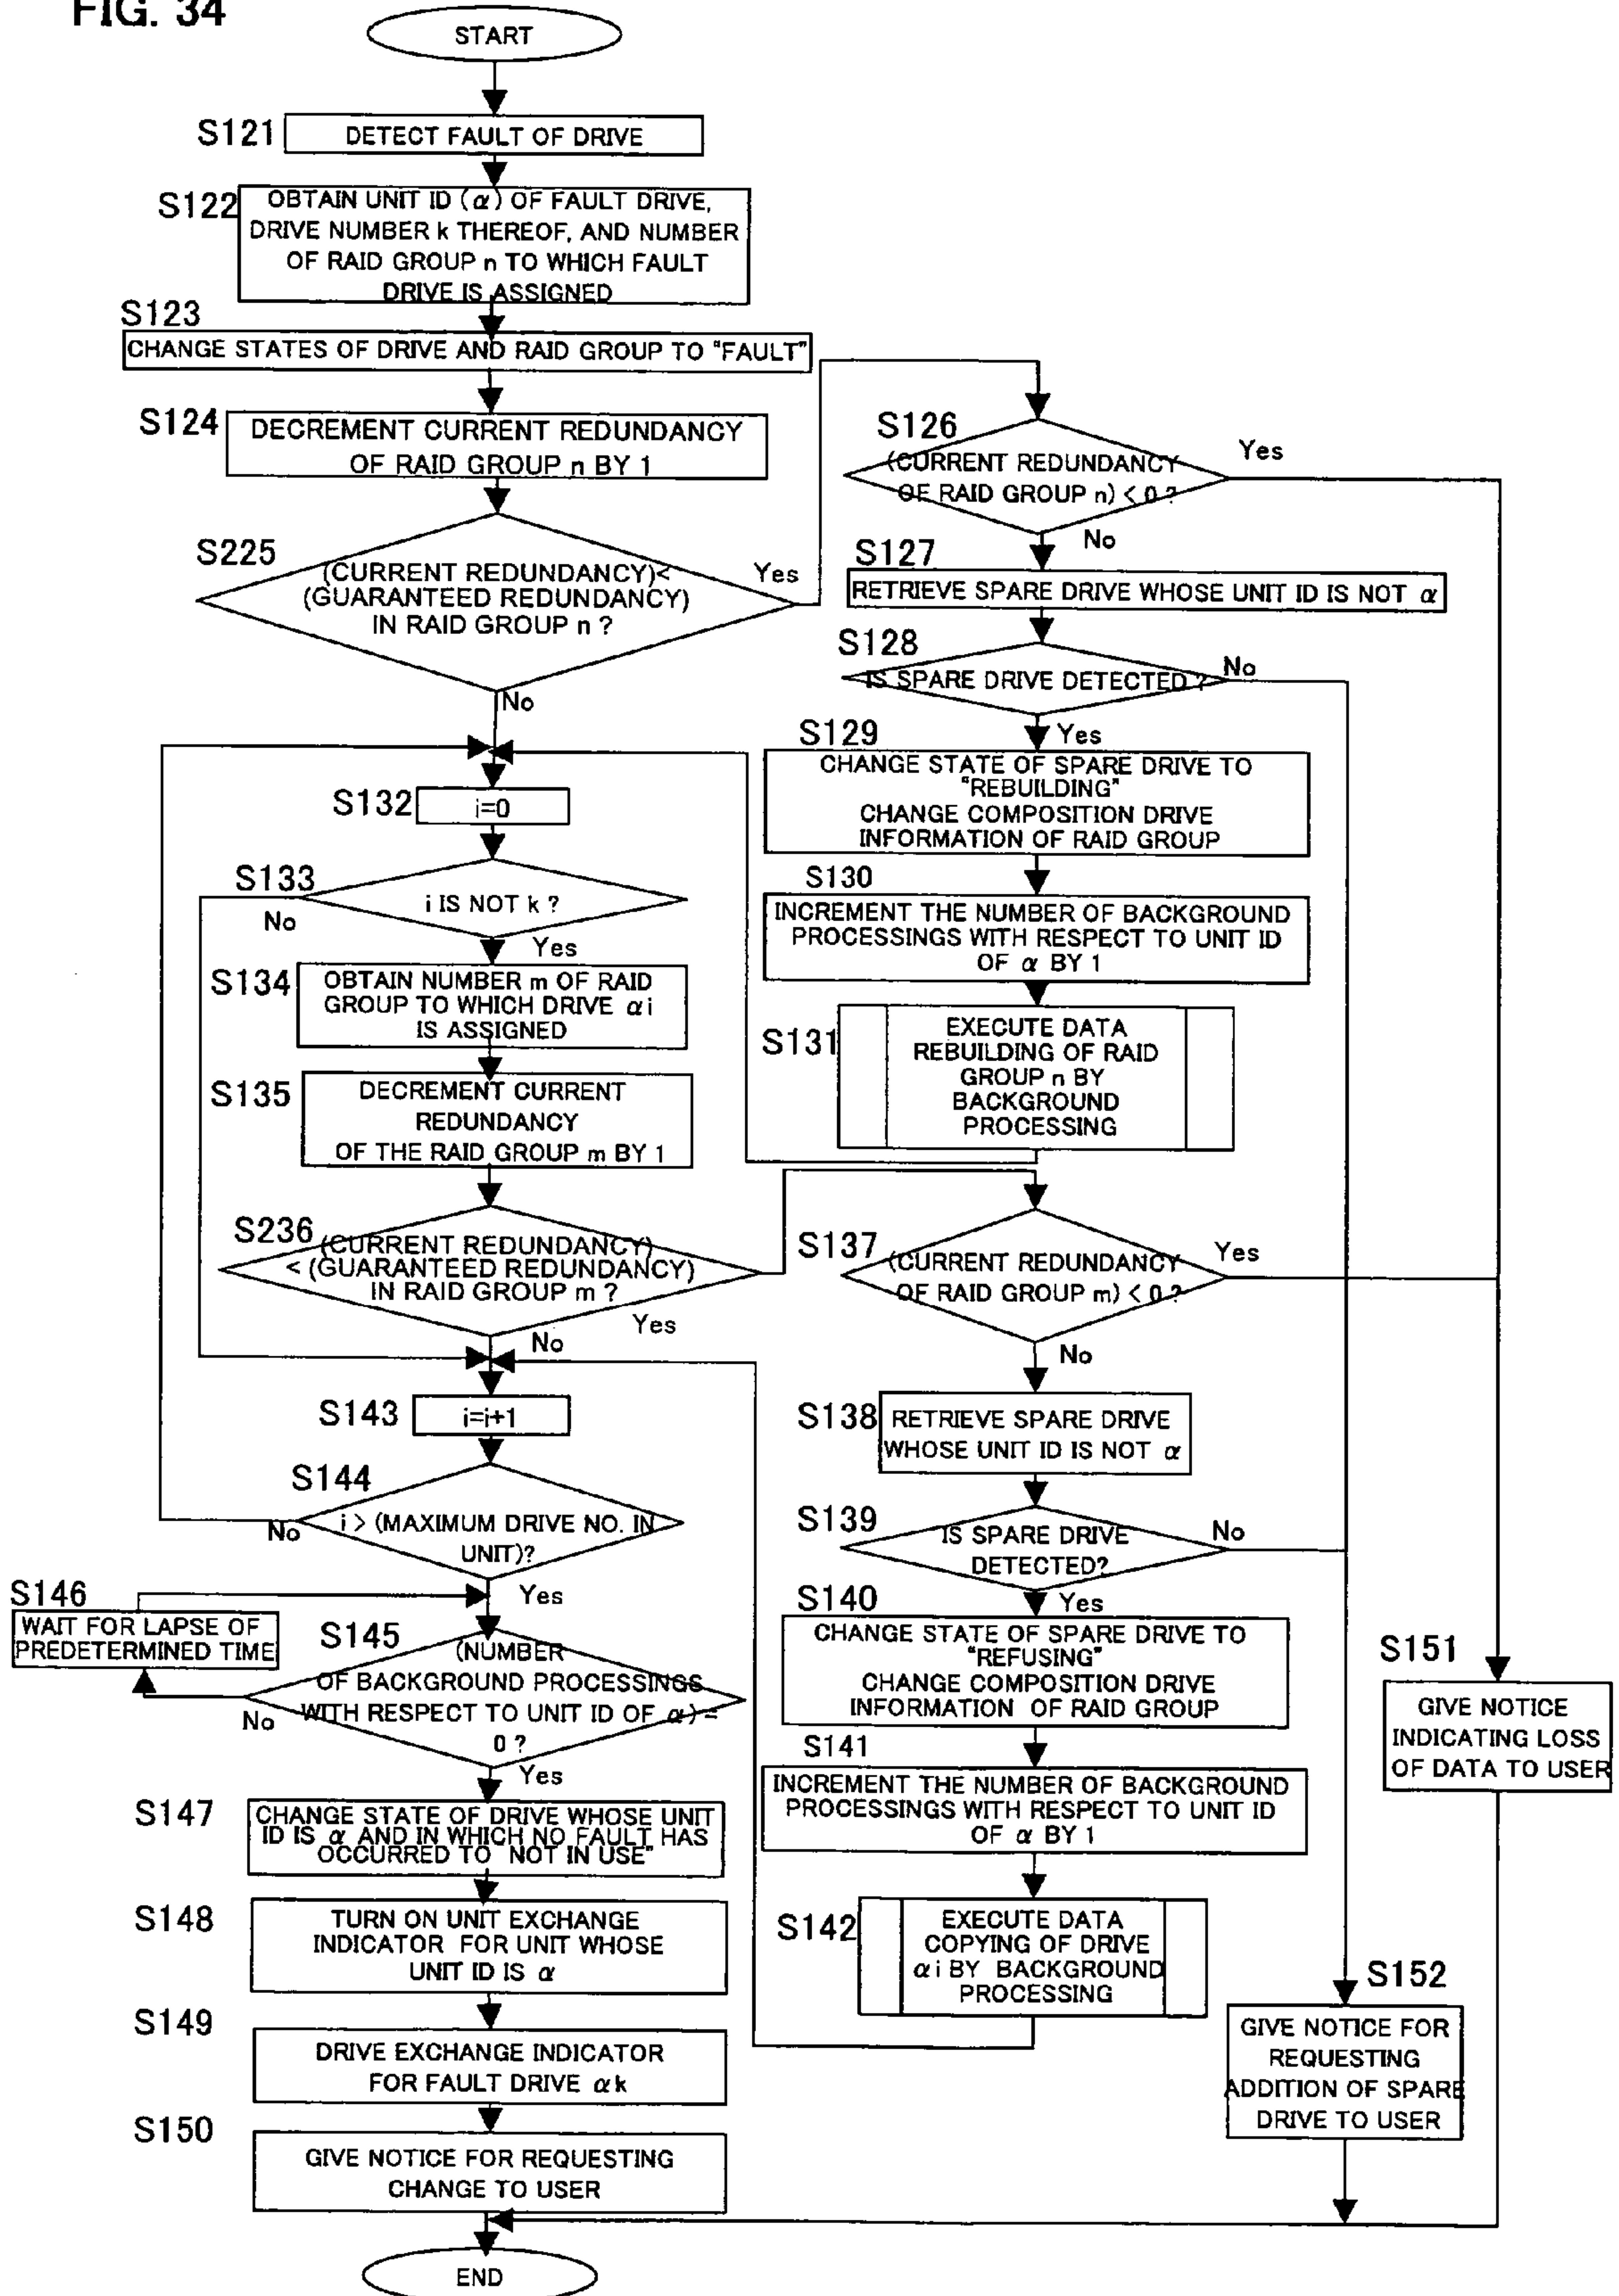 FIG. 34
START
S121
DETECT FAULT OF DRIVE
S122
OBTAIN UNIT ID (α) OF FAULT DRIVE,
DRIVE NUMBER k THEREOF, AND NUMBER
OF RAID GROUP n TO WHICH FAULT
DRIVE IS ASSIGNED
S123
CHANGE STATES OF DRIVE AND RAID GROUP TO "FAULT"
S124
DECREMENT CURRENT REDUNDANCY
OF RAID GROUP n BY 1
S225
(CURRENT REDUNDANCY)<
(GUARANTEED REDUNDANCY)
IN RAID GROUP n ?
Yes
No
S126
(CURRENT REDUNDANCY
OF RAID GROUP n) < 0 ?
Yes
No
S127
RETRIEVE SPARE DRIVE WHOSE UNIT ID IS NOT α
S128
IS SPARE DRIVE DETECTED ?
No
Yes
S129
CHANGE STATE OF SPARE DRIVE TO
"REBUILDING"
CHANGE COMPOSITION DRIVE
INFORMATION OF RAID GROUP
S130
INCREMENT THE NUMBER OF BACKGROUND
PROCESSINGS WITH RESPECT TO UNIT ID
OF α BY 1
S131
EXECUTE DATA
REBUILDING OF RAID
GROUP n BY
BACKGROUND
PROCESSING
S132
i=0
S133
i IS NOT k ?
No
Yes
S134
OBTAIN NUMBER m OF RAID
GROUP TO WHICH DRIVE αi
IS ASSIGNED
S135
DECREMENT CURRENT
REDUNDANCY
OF THE RAID GROUP m BY 1
S236
(CURRENT REDUNDANCY)
< (GUARANTEED REDUNDANCY)
IN RAID GROUP m ?
Yes
No
S137
(CURRENT REDUNDANCY
OF RAID GROUP m) < 0 ?
Yes
No
S138
RETRIEVE SPARE DRIVE
WHOSE UNIT ID IS NOT α
S139
IS SPARE DRIVE
DETECTED?
No
Yes
S140
CHANGE STATE OF SPARE DRIVE TO
"REFUSING"
CHANGE COMPOSITION DRIVE
INFORMATION OF RAID GROUP
S141
INCREMENT THE NUMBER OF BACKGROUND
PROCESSINGS WITH RESPECT TO UNIT ID
OF α BY 1
S142
EXECUTE DATA
COPYING OF DRIVE
αi BY BACKGROUND
PROCESSING
S143
i=i+1
S144
i > (MAXIMUM DRIVE NO. IN
UNIT)?
No
Yes
S146
WAIT FOR LAPSE OF
PREDETERMINED TIME
S145
(NUMBER
OF BACKGROUND PROCESSINGS
WITH RESPECT TO UNIT ID OF α) =
0 ?
No
Yes
S147
CHANGE STATE OF DRIVE WHOSE UNIT
ID IS α AND IN WHICH NO FAULT HAS
OCCURRED TO "NOT IN USE"
S148
TURN ON UNIT EXCHANGE
INDICATOR FOR UNIT WHOSE
UNIT ID IS α
S149
DRIVE EXCHANGE INDICATOR
FOR FAULT DRIVE αk
S150
GIVE NOTICE FOR REQUESTING
CHANGE TO USER
S151
GIVE NOTICE
INDICATING LOSS
OF DATA TO USER
S152
GIVE NOTICE FOR
REQUESTING
ADDITION OF SPARE
DRIVE TO USER
END